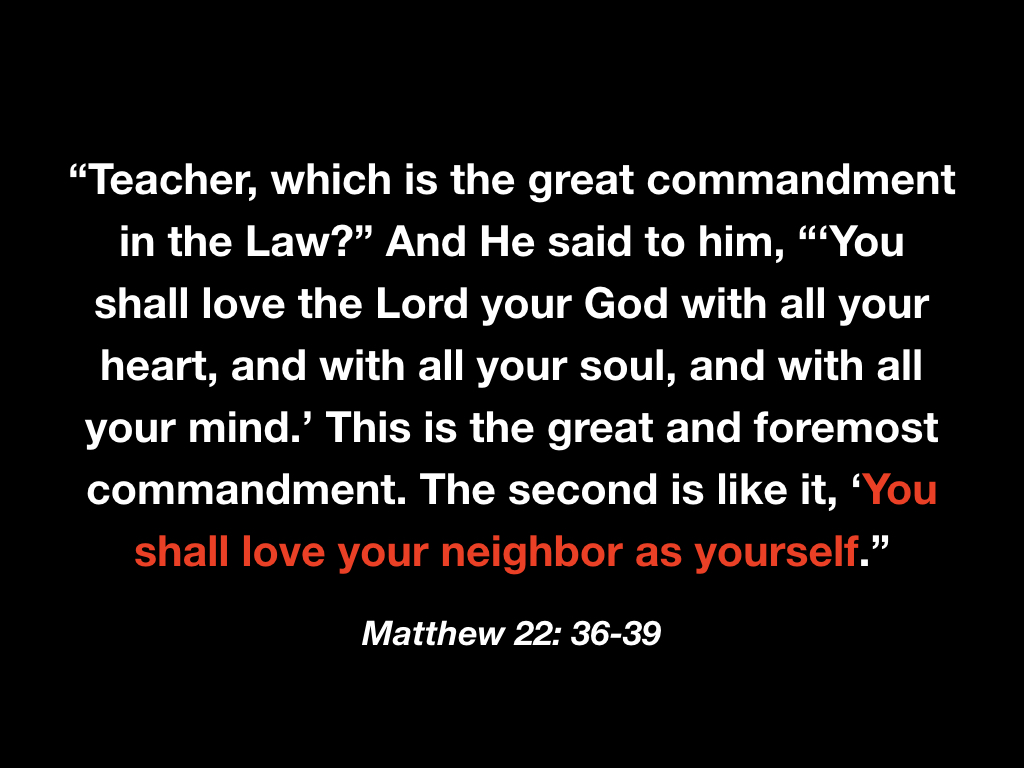 “Teacher, which is the great commandment
in the Law?” And He said to him, “‘You
shall love the Lord your God with all your
heart, and with all your soul, and with all
your mind.’ This is the great and foremost
commandment. The second is like it, ‘You
shall love your neighbor as yourself.”
Matthew 22: 36-39